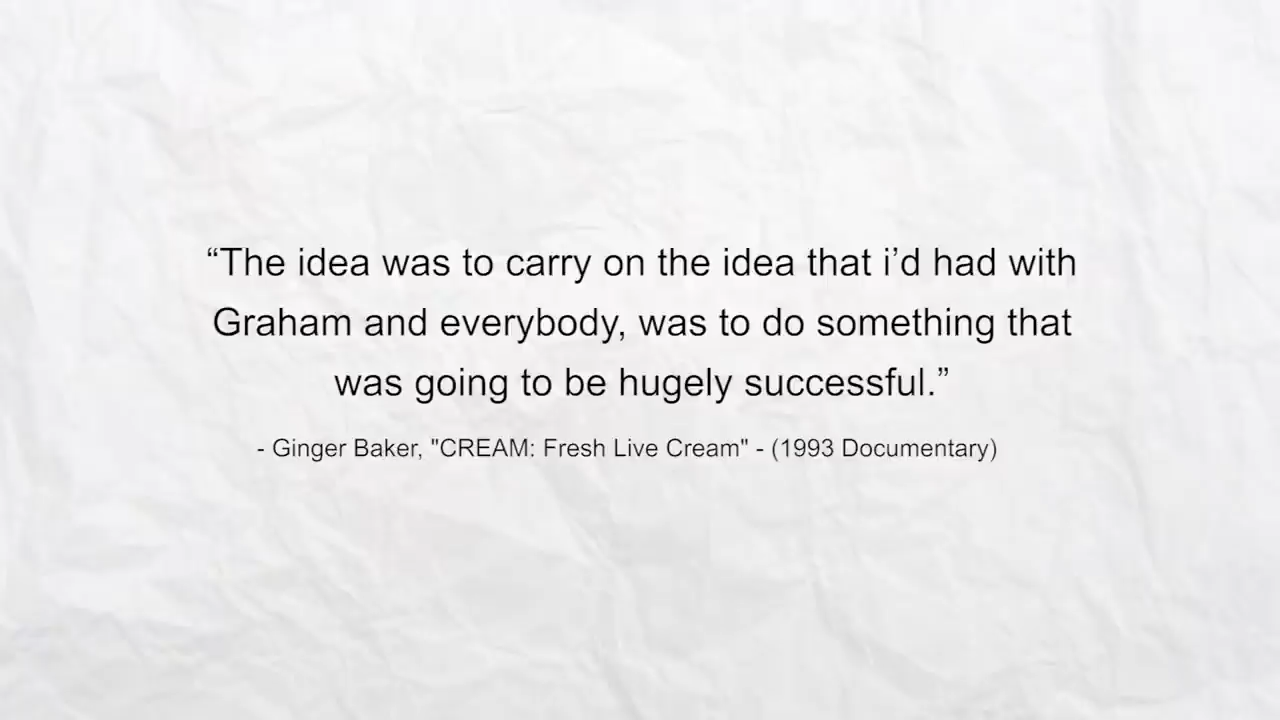 “The idea was to carry on the idea that i’d had with
Graham and everybody, was to do something that
was going to be hugely successful.”
- Ginger Baker, "CREAM: Fresh Live Cream" - (1993 Documentary)